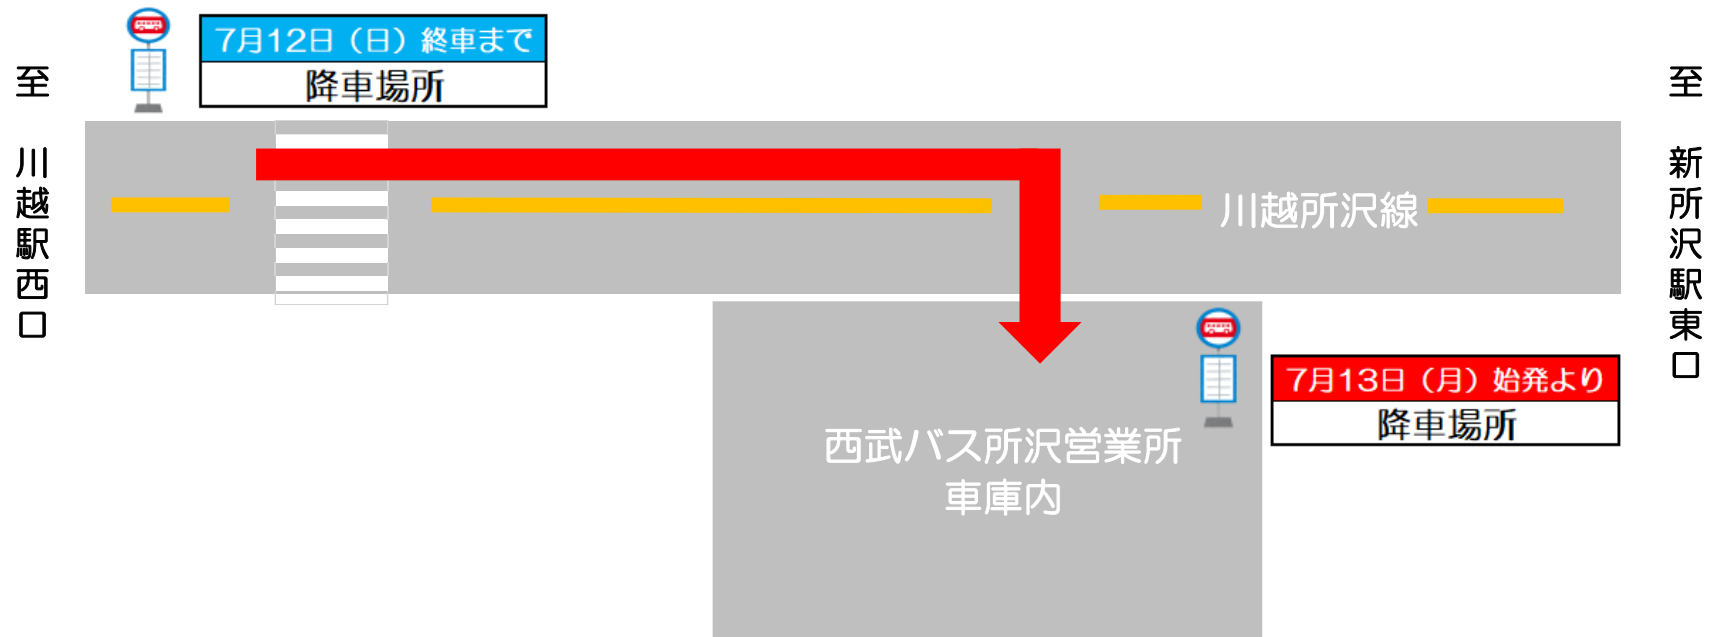 7月12日（日）終車まで
降車場所
至 川越駅西口
至 新所沢駅東口
川越所沢線
7月13日（月）始発より
降車場所
西武バス所沢営業所
車庫内